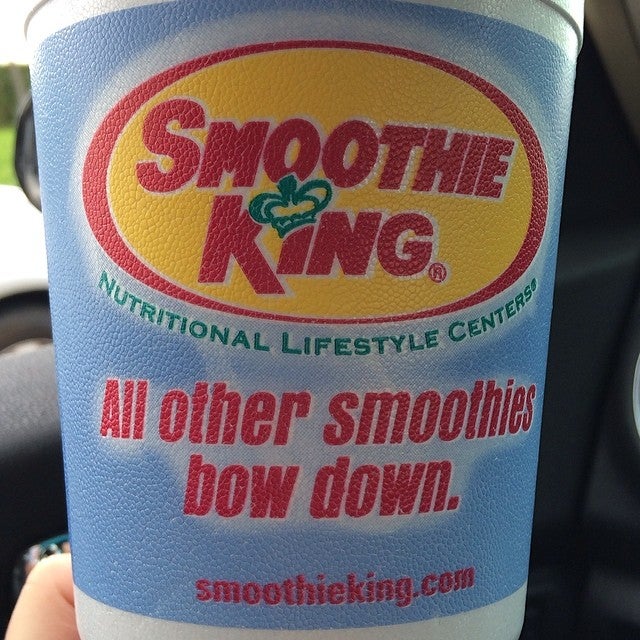 SMOOTHIE
KING®
NUTRITIONAL LIFESTYLE CENTERS®
All other smoothies
bow down.
smoothieking.com